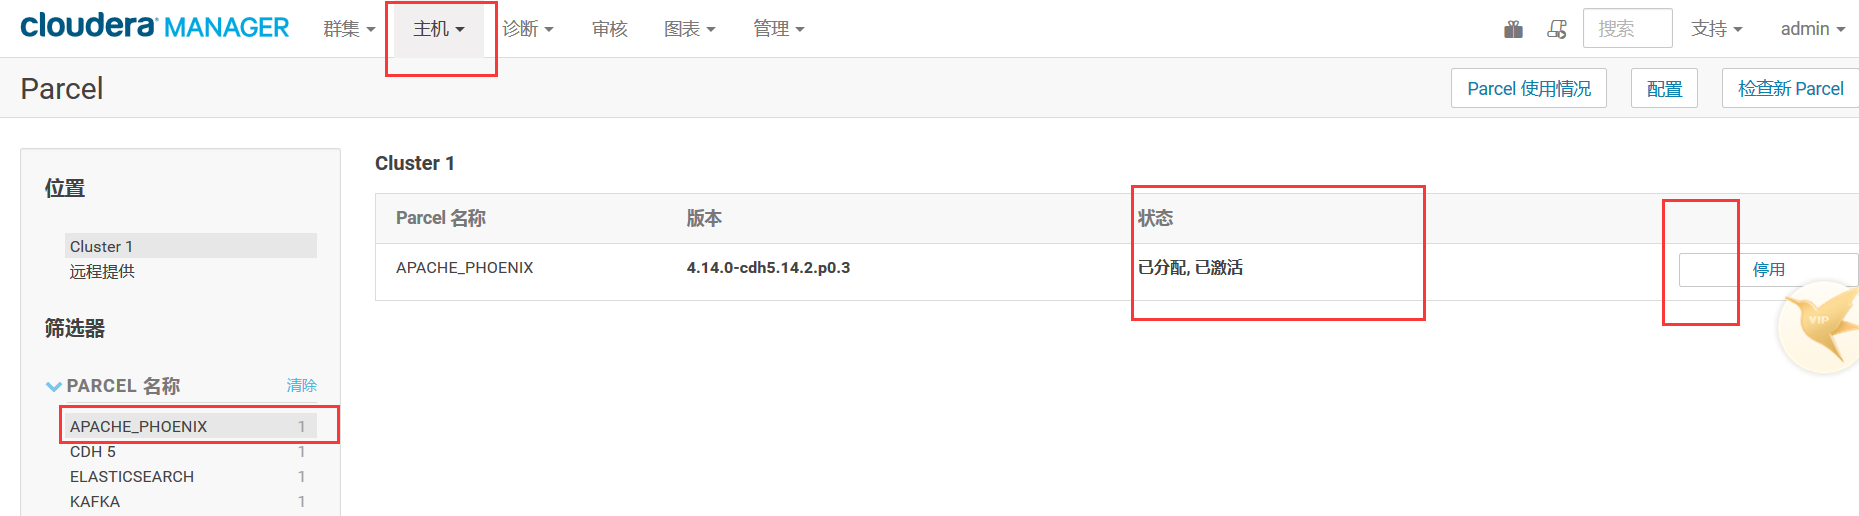 cloudera MANAGER 群集 主机 诊断 审核 图表 管理 搜索 支持 admin
Parcel Parcel 使用情况 配置 检查新 Parcel
位置
Cluster 1
远程提供
筛选器
PARCEL 名称 清除
APACHE_PHOENIX 1
CDH 5 1
ELASTICSEARCH 1
KAFKA 1
Cluster 1
Parcel 名称 版本 状态
APACHE_PHOENIX 4.14.0-cdh5.14.2.p0.3 已分配, 已激活 停用
VIP